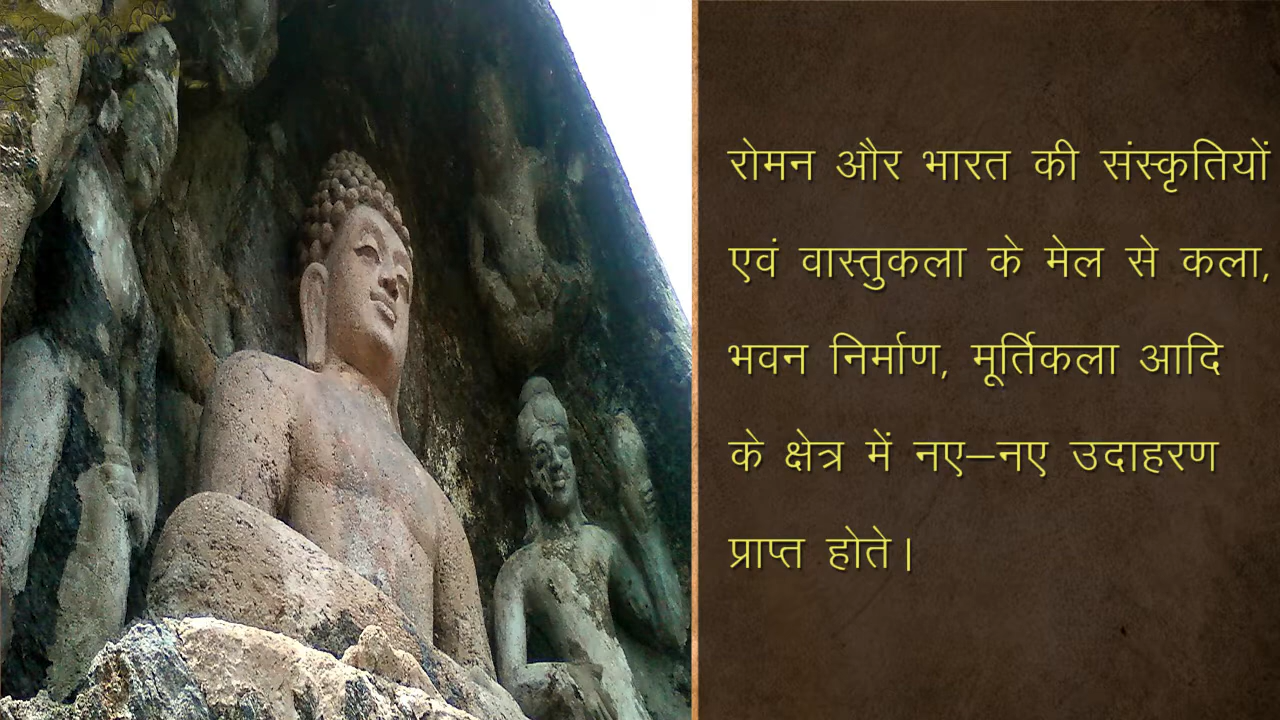 रोमन और भारत की संस्कृतियों
एवं वास्तुकला के मेल से कला,
भवन निर्माण, मूर्तिकला आदि
के क्षेत्र में नए–नए उदाहरण
प्राप्त होते।